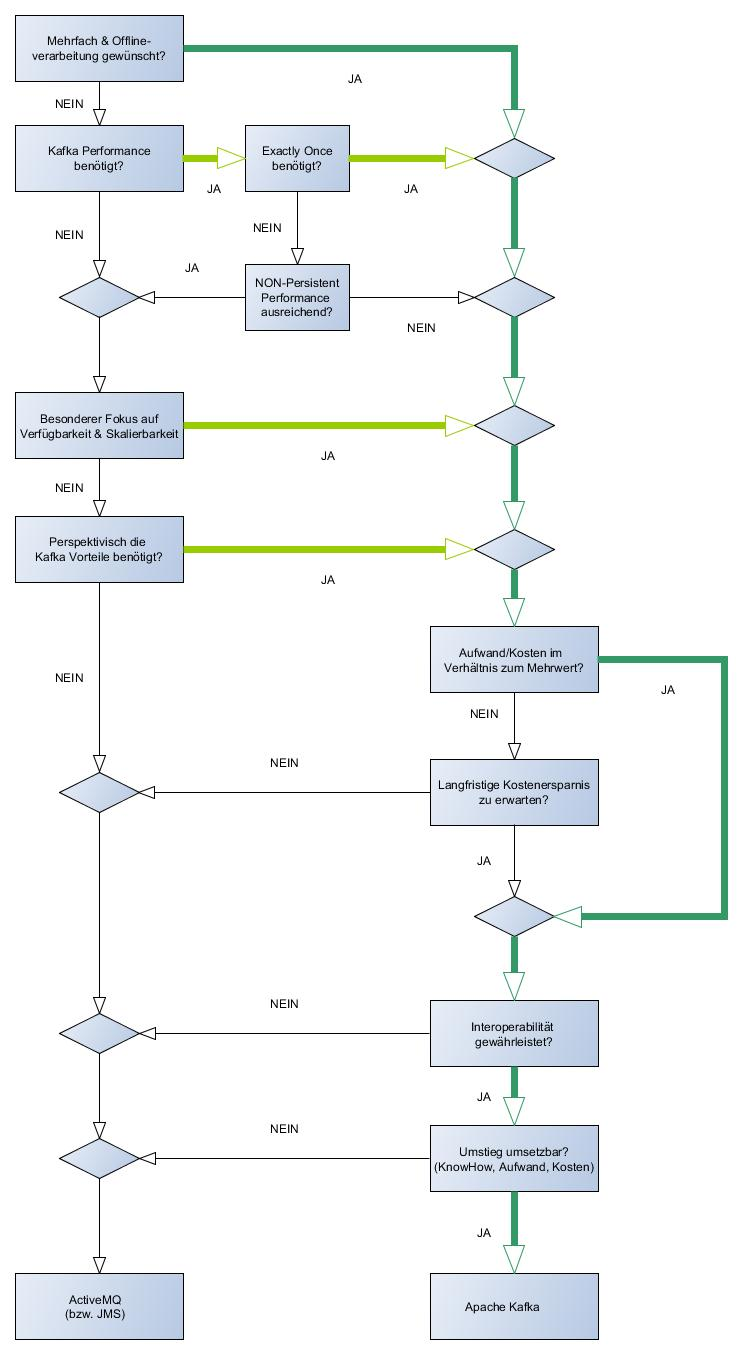 Mehrfach & Offline-
verarbeitung gewünscht?
JA
NEIN
Kafka Performance
benötigt?
JA
Exactly Once
benötigt?
JA
NEIN
NEIN
JA
NON-Persistent
Performance
ausreichend?
NEIN
Besonderer Fokus auf
Verfügbarkeit & Skalierbarkeit
JA
NEIN
Perspektivisch die
Kafka Vorteile benötigt?
JA
NEIN
Aufwand/Kosten im
Verhältnis zum Mehrwert?
JA
NEIN
Langfristige Kostenersparnis
zu erwarten?
NEIN
JA
Interoperabilität
gewährleistet?
NEIN
JA
Umstieg umsetzbar?
(KnowHow, Aufwand, Kosten)
NEIN
JA
ActiveMQ
(bzw. JMS)
Apache Kafka